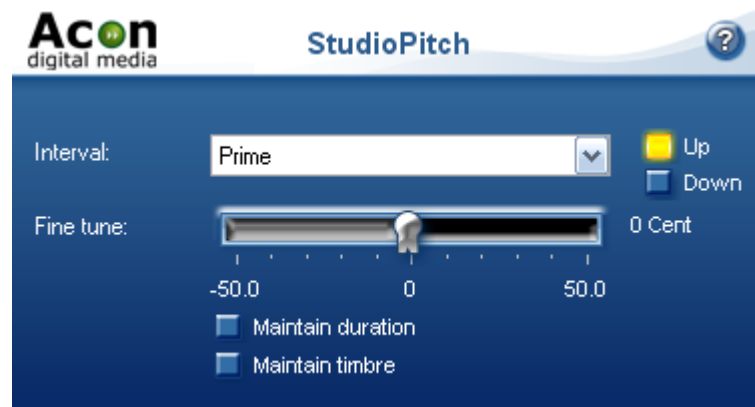 Acon
digital media
StudioPitch
?
Interval:
Prime
Up
Down
Fine tune:
0 Cent
-50.0 0 50.0
Maintain duration
Maintain timbre